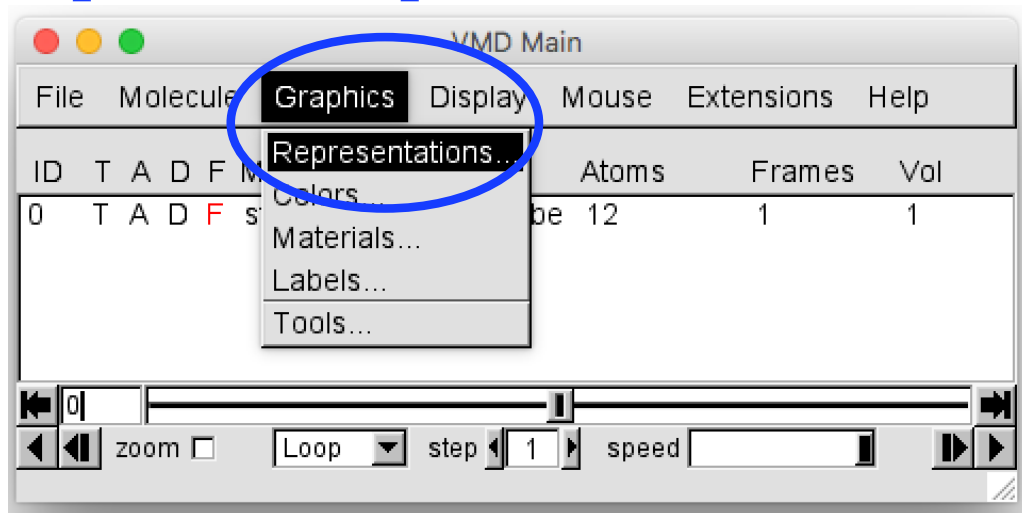 VMD Main
File Molecule Graphics Display Mouse Extensions Help
Representations...
ID T A D F Atoms Frames Vol
Colors...
0 T A D F be 12 1 1
Materials...
Labels...
Tools...
0
zoom Loop step 1 speed